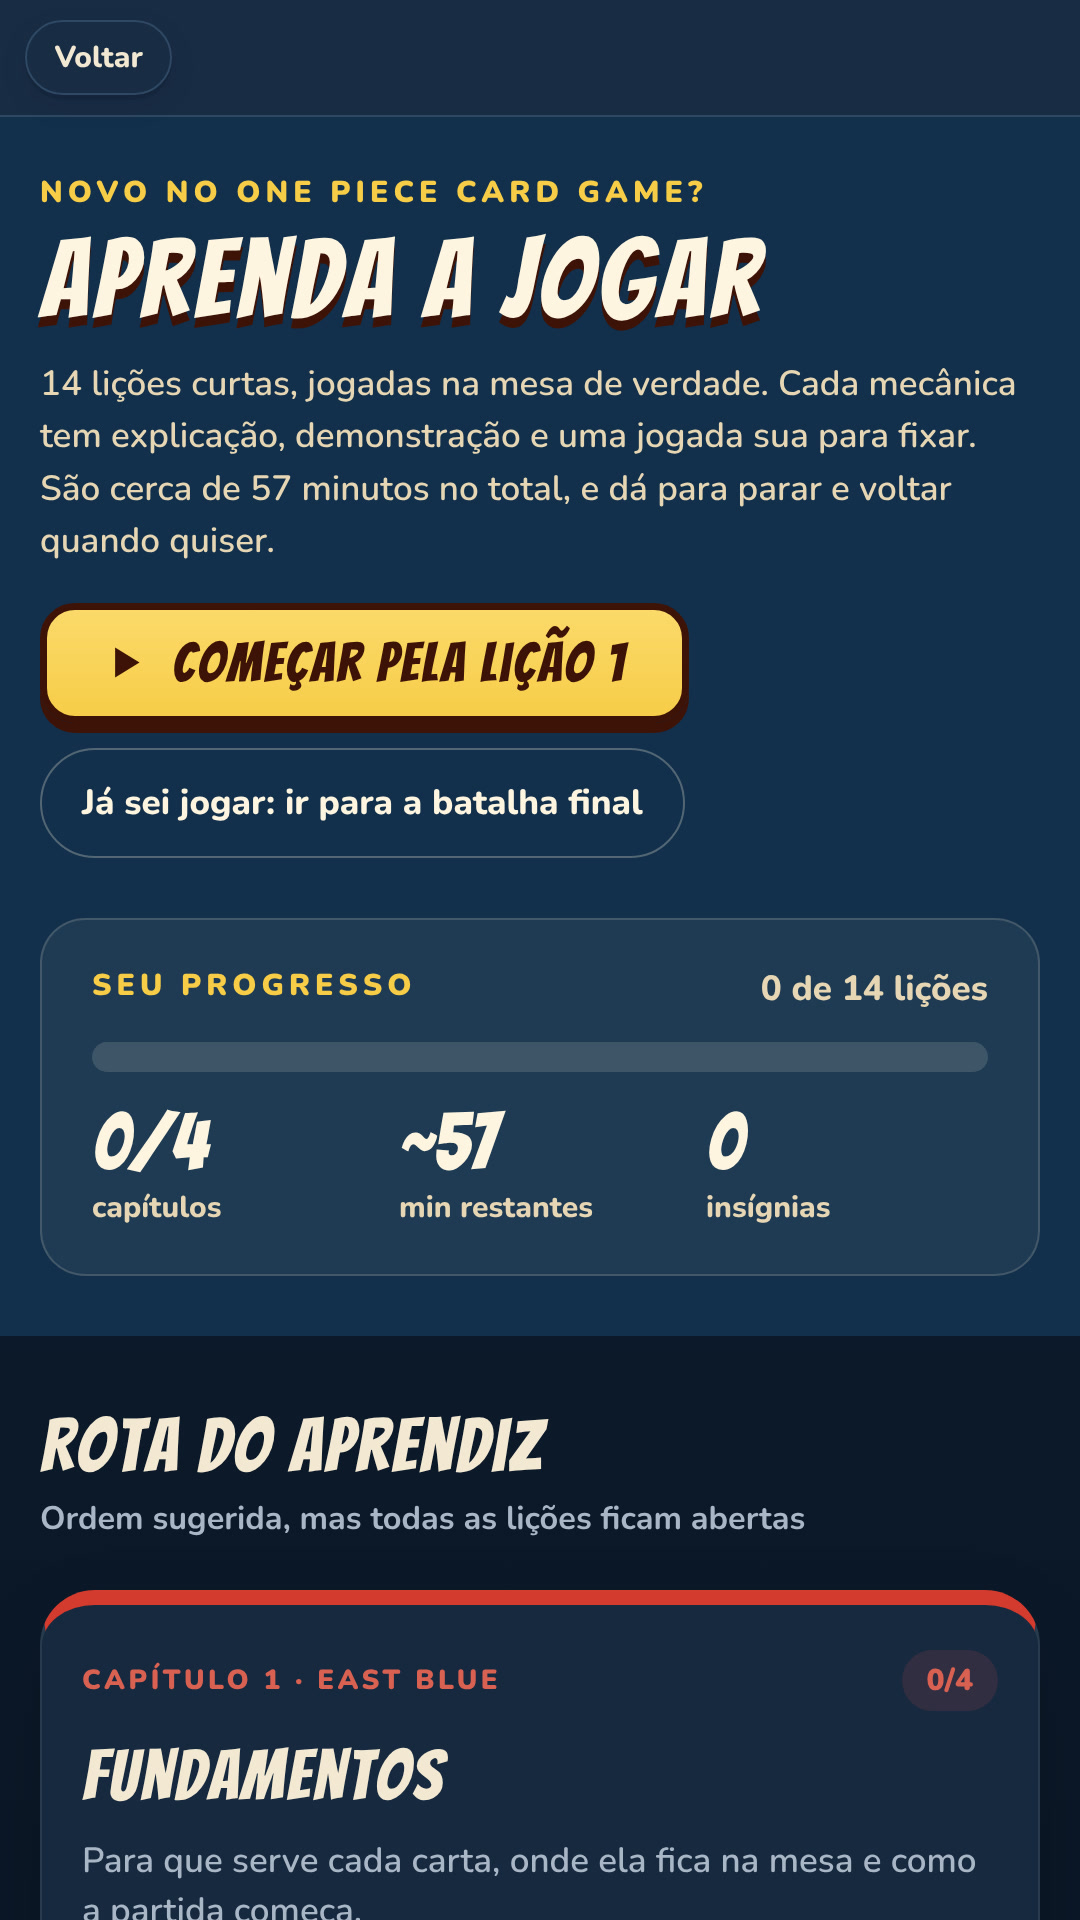 Voltar
NOVO NO ONE PIECE CARD GAME?
APRENDA A JOGAR
14 lições curtas, jogadas na mesa de verdade. Cada mecânica
tem explicação, demonstração e uma jogada sua para fixar.
São cerca de 57 minutos no total, e dá para parar e voltar
quando quiser.
COMEÇAR PELA LIÇÃO 1
Já sei jogar: ir para a batalha final
SEU PROGRESSO
0 de 14 lições
0/4
capítulos
~57
min restantes
0
insígnias
ROTA DO APRENDIZ
Ordem sugerida, mas todas as lições ficam abertas
CAPÍTULO 1 · EAST BLUE
0/4
FUNDAMENTOS
Para que serve cada carta, onde ela fica na mesa e como
a partida começa.